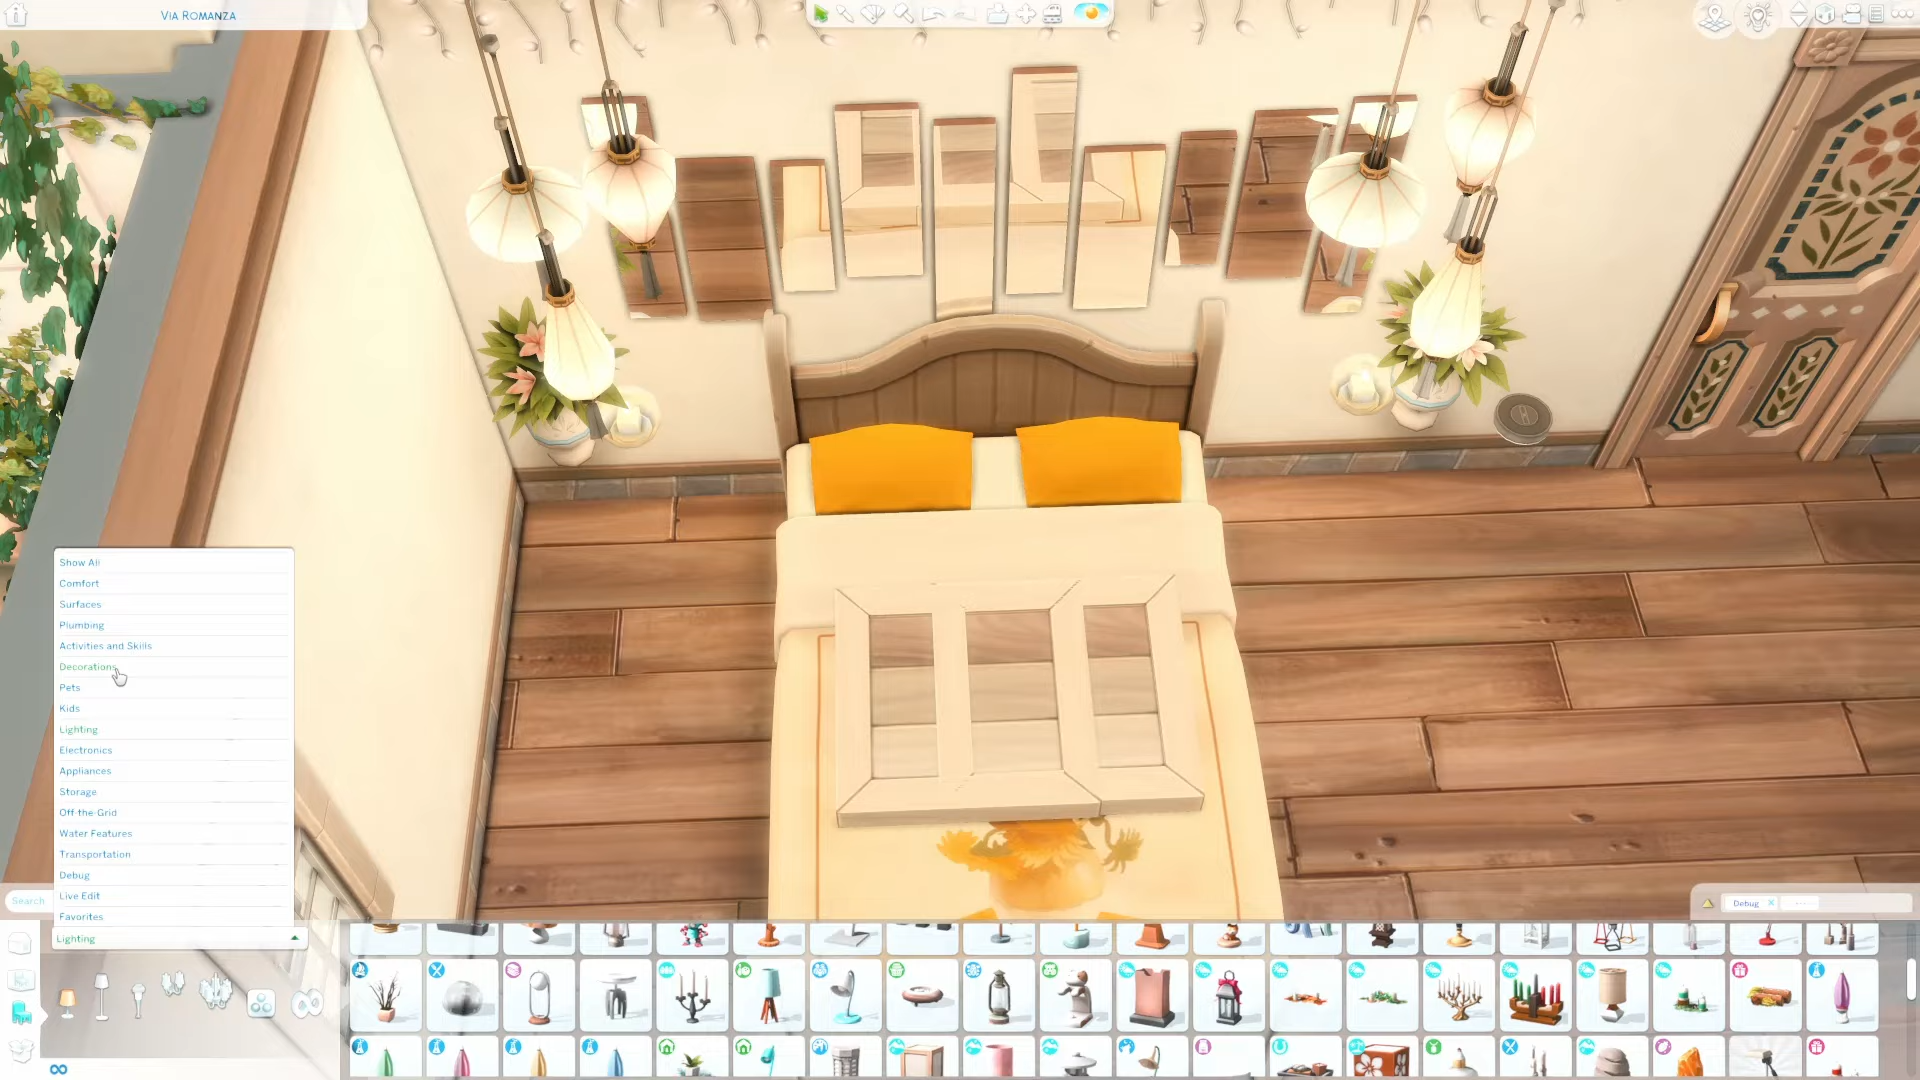 Via Romanza
Show All
Comfort
Surfaces
Plumbing
Activities and Skills
Decorations
Pets
Kids
Lighting
Electronics
Appliances
Storage
Off-the-Grid
Water Features
Transportation
Debug
Live Edit
Favorites
Search
Debug
Lighting